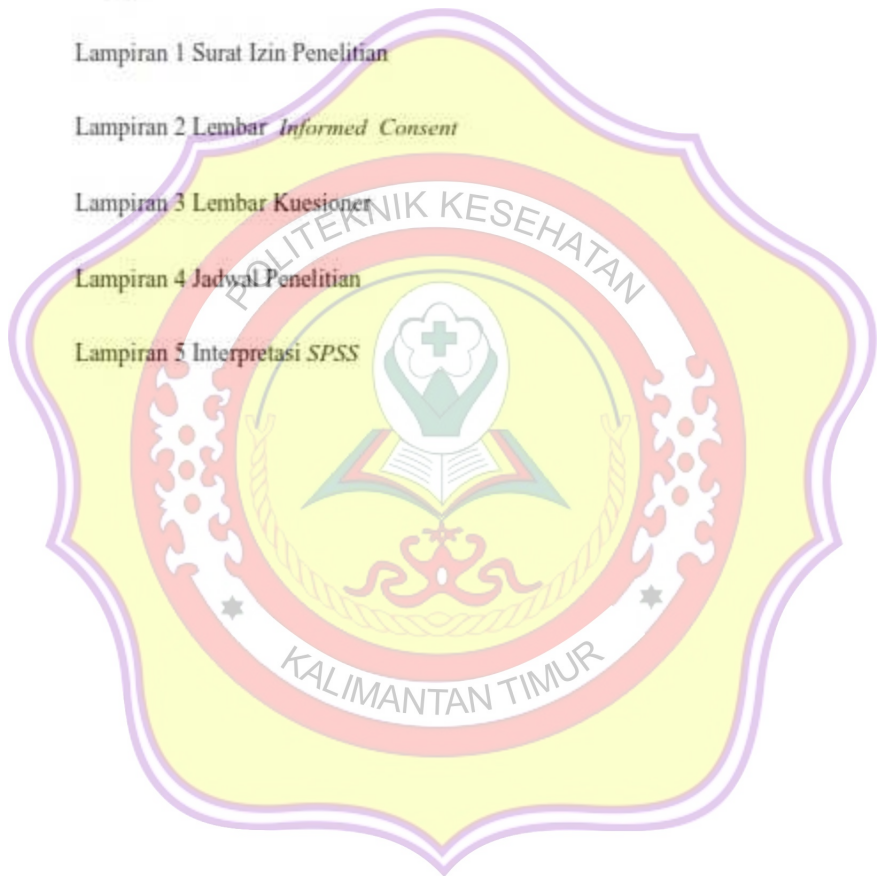 Lampiran 1 Surat Izin Penelitian
Lampiran 2 Lembar Informed Consent
Lampiran 3 Lembar Kuesioner
Lampiran 4 Jadwal Penelitian
Lampiran 5 Interpretasi SPSS
POLITEKNIK KESEHATAN
KALIMANTAN TIMUR